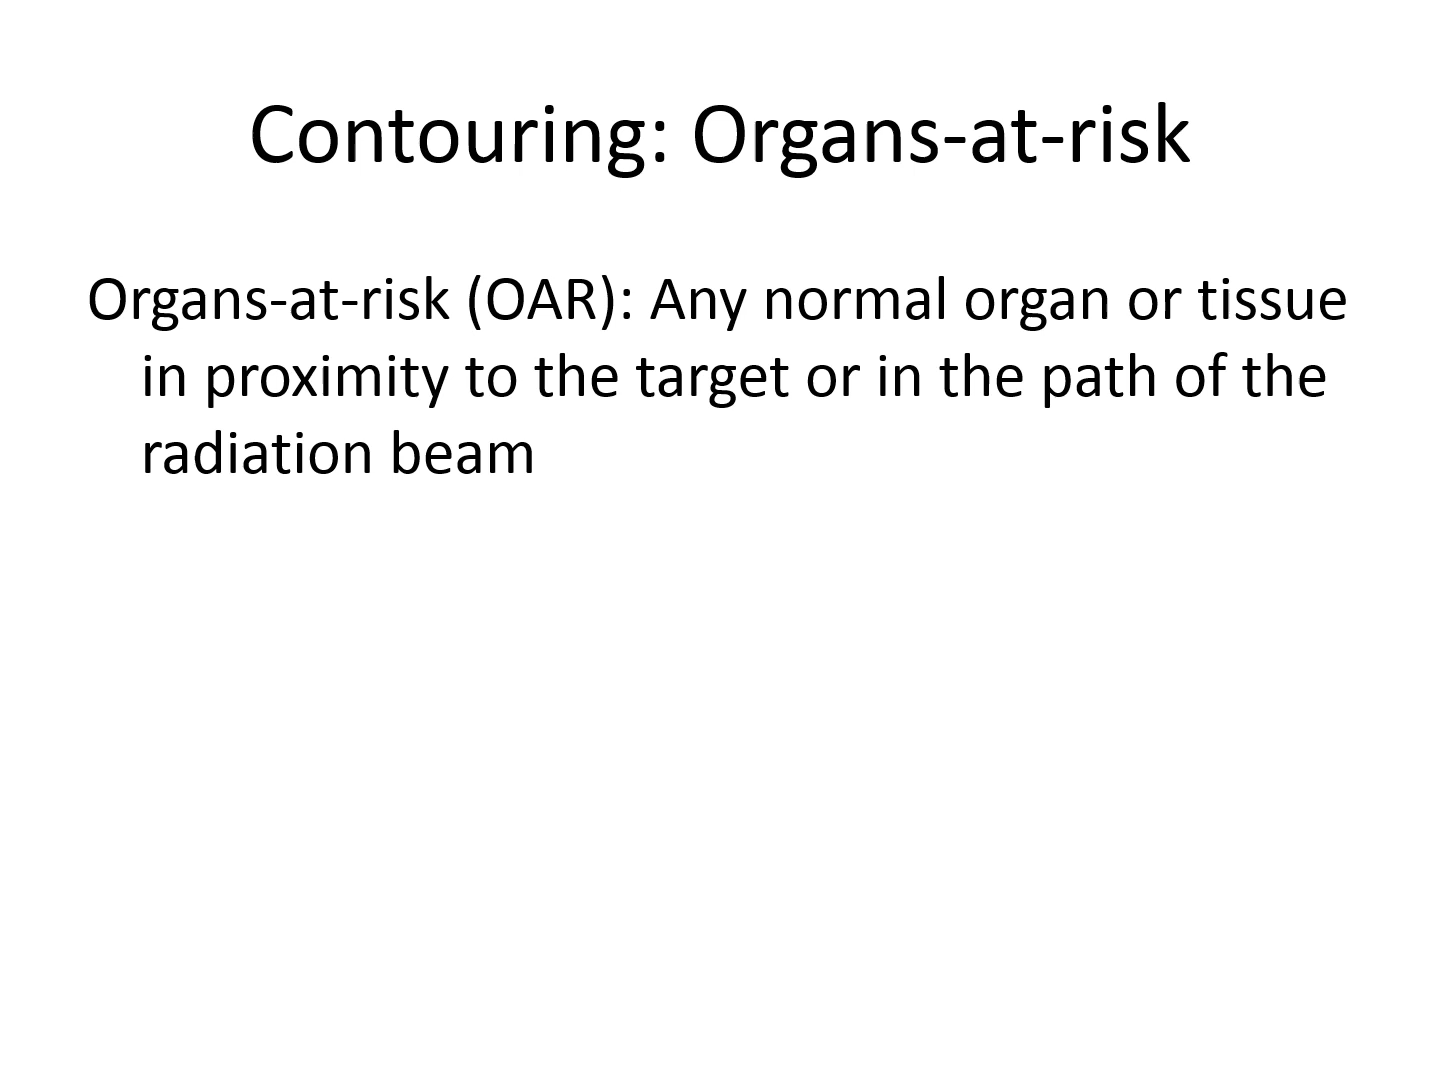 Contouring: Organs-at-risk
Organs-at-risk (OAR): Any normal organ or tissue
in proximity to the target or in the path of the
radiation beam